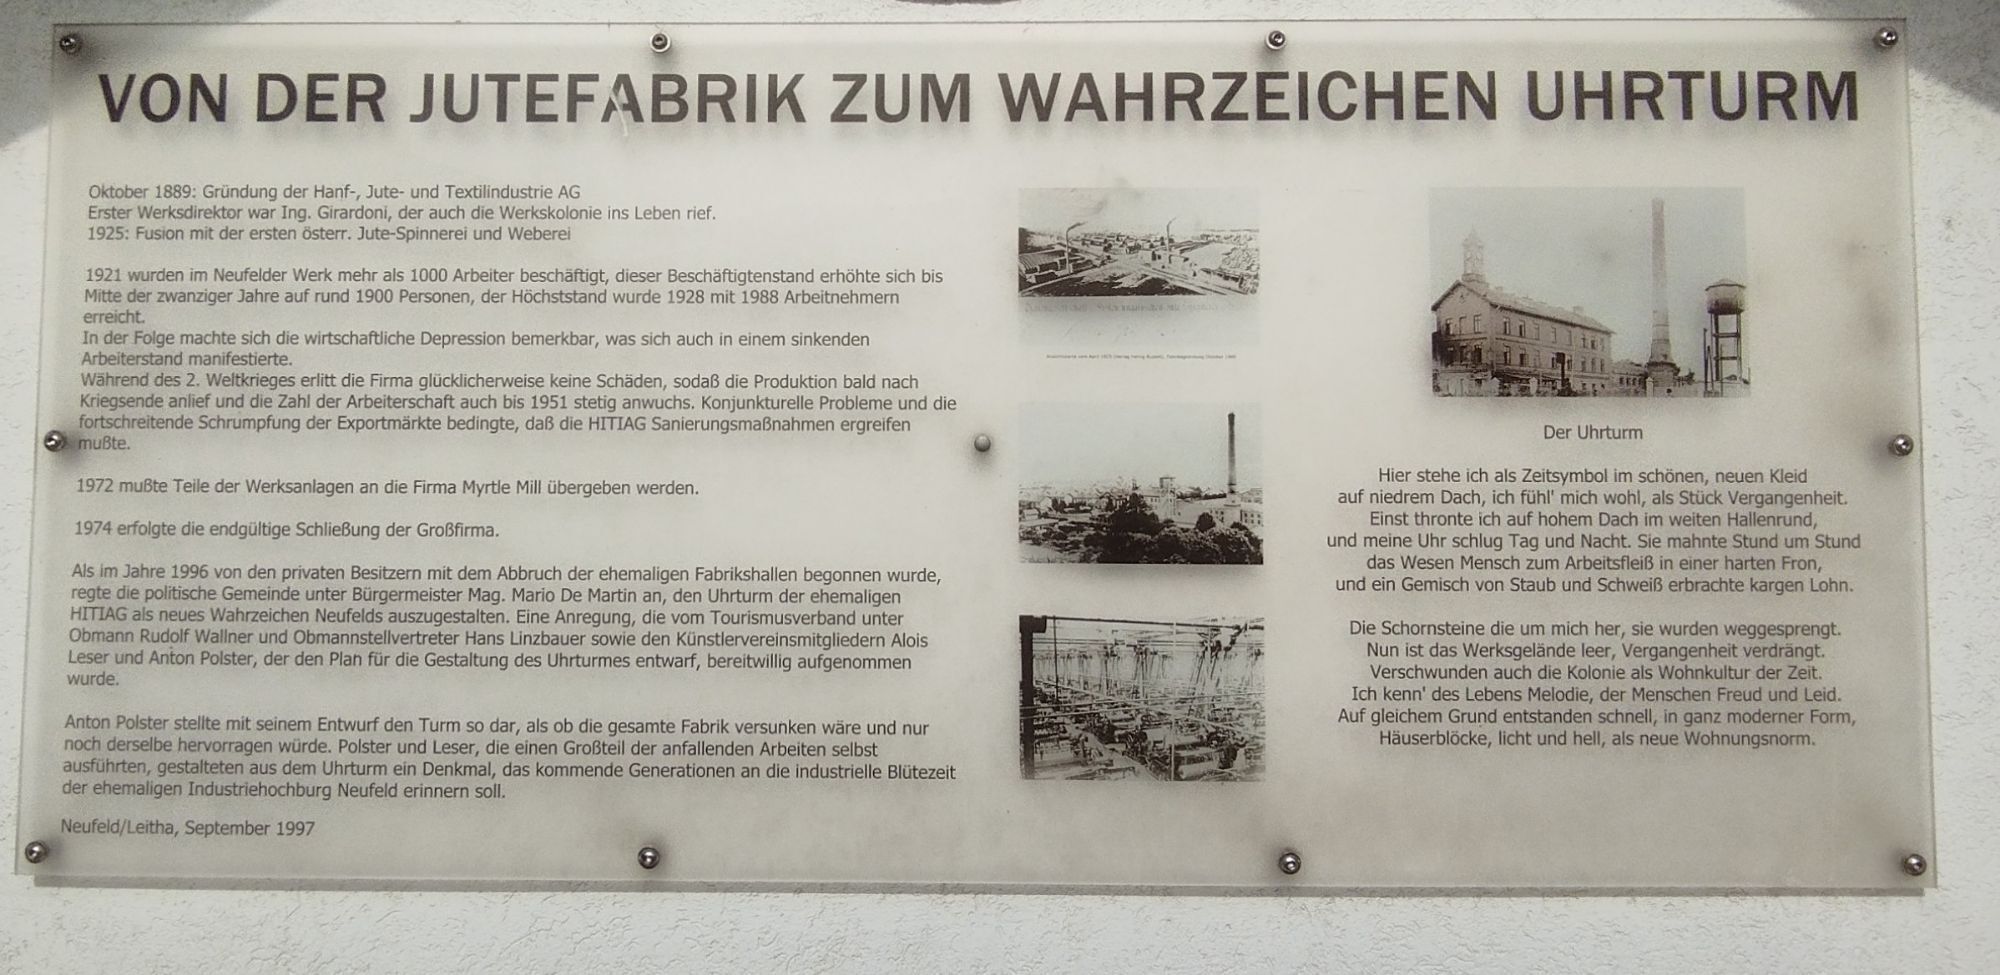 VON DER JUTEFABRIK ZUM WAHRZEICHEN UHRTURM
Oktober 1889: Gründung der Hanf-, Jute- und Textilindustrie AG
Erster Werksdirektor war Ing. Girardoni, der auch die Werkskolonie ins Leben rief.
1925: Fusion mit der ersten österr. Jute-Spinnerei und Weberei
1921 wurden im Neufelder Werk mehr als 1000 Arbeiter beschäftigt, dieser Beschäftigtenstand erhöhte sich bis
Mitte der zwanziger Jahre auf rund 1900 Personen, der Höchststand wurde 1928 mit 1988 Arbeitnehmern
erreicht.
In der Folge machte sich die wirtschaftliche Depression bemerkbar, was sich auch in einem sinkenden
Arbeiterstand manifestierte.
Während des 2. Weltkrieges erlitt die Firma glücklicherweise keine Schäden, sodaß die Produktion bald nach
Kriegsende anlief und die Zahl der Arbeiterschaft auch bis 1951 stetig anwuchs. Konjunkturelle Probleme und die
fortschreitende Schrumpfung der Exportmärkte bedingte, daß die HITIAG Sanierungsmaßnahmen ergreifen
mußte.
1972 mußte Teile der Werksanlagen an die Firma Myrtle Mill übergeben werden.
1974 erfolgte die endgültige Schließung der Großfirma.
Als im Jahre 1996 von den privaten Besitzern mit dem Abbruch der ehemaligen Fabrikshallen begonnen wurde,
regte die politische Gemeinde unter Bürgermeister Mag. Mario De Martin an, den Uhrturm der ehemaligen
HITIAG als neues Wahrzeichen Neufelds auszugestalten. Eine Anregung, die vom Tourismusverband unter
Obmann Rudolf Wallner und Obmannstellvertreter Hans Linzbauer sowie den Künstlervereinsmitgliedern Alois
Leser und Anton Polster, der den Plan für die Gestaltung des Uhrturmes entwarf, bereitwillig aufgenommen
wurde.
Anton Polster stellte mit seinem Entwurf den Turm so dar, als ob die gesamte Fabrik versunken wäre und nur
noch derselbe hervorragen würde. Polster und Leser, die einen Großteil der anfallenden Arbeiten selbst
ausführten, gestalteten aus dem Uhrturm ein Denkmal, das kommende Generationen an die industrielle Blütezeit
der ehemaligen Industriehochburg Neufeld erinnern soll.
Neufeld/Leitha, September 1997
Der Uhrturm
Hier stehe ich als Zeitsymbol im schönen, neuen Kleid
auf niedrem Dach, ich fühl' mich wohl, als Stück Vergangenheit.
Einst thronte ich auf hohem Dach im weiten Hallenrund,
und meine Uhr schlug Tag und Nacht. Sie mahnte Stund um Stund
das Wesen Mensch zum Arbeitsfleiß in einer harten Fron,
und ein Gemisch von Staub und Schweiß erbrachte kargen Lohn.
Die Schornsteine die um mich her, sie wurden weggesprengt.
Nun ist das Werksgelände leer, Vergangenheit verdrängt.
Verschwunden auch die Kolonie als Wohnkultur der Zeit.
Ich kenn' des Lebens Melodie, der Menschen Freud und Leid.
Auf gleichem Grund entstanden schnell, in ganz moderner Form,
Häuserblöcke, licht und hell, als neue Wohnungsnorm.